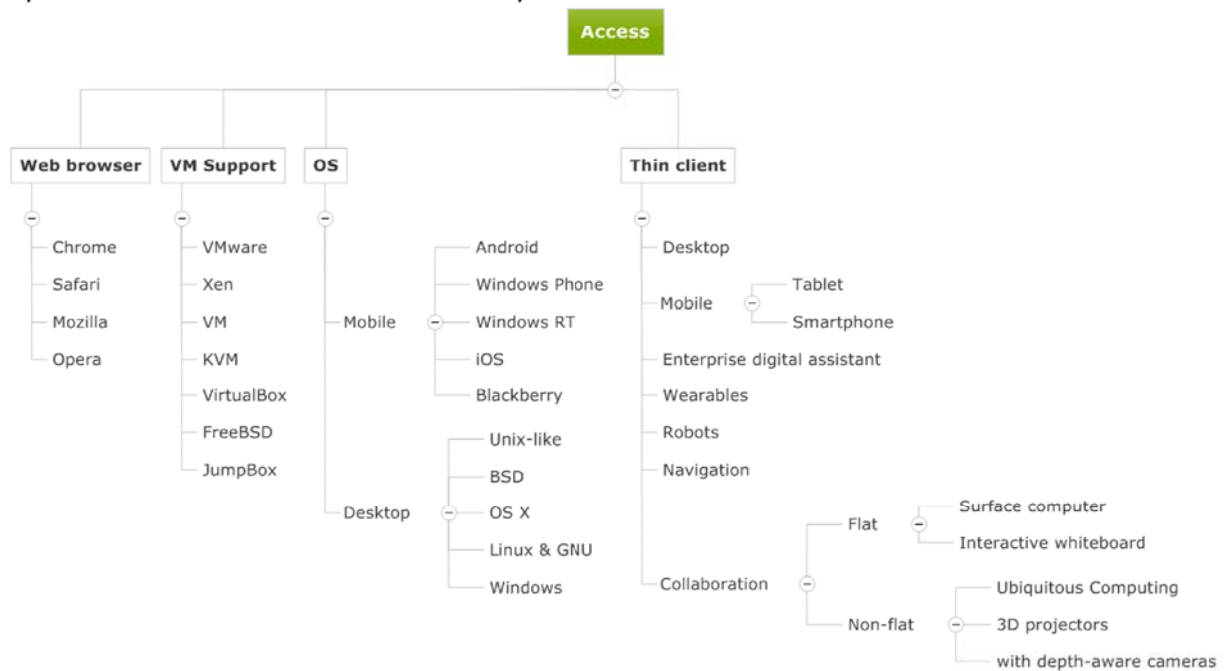 Access
Web browser
VM Support
OS
Thin client
Chrome
Safari
Mozilla
Opera
VMware
Xen
VM
KVM
VirtualBox
FreeBSD
JumpBox
Mobile
Android
Windows Phone
Windows RT
iOS
Blackberry
Desktop
Unix-like
BSD
OS X
Linux & GNU
Windows
Desktop
Mobile
Tablet
Smartphone
Enterprise digital assistant
Wearables
Robots
Navigation
Collaboration
Flat
Surface computer
Interactive whiteboard
Non-flat
Ubiquitous Computing
3D projectors
with depth-aware cameras